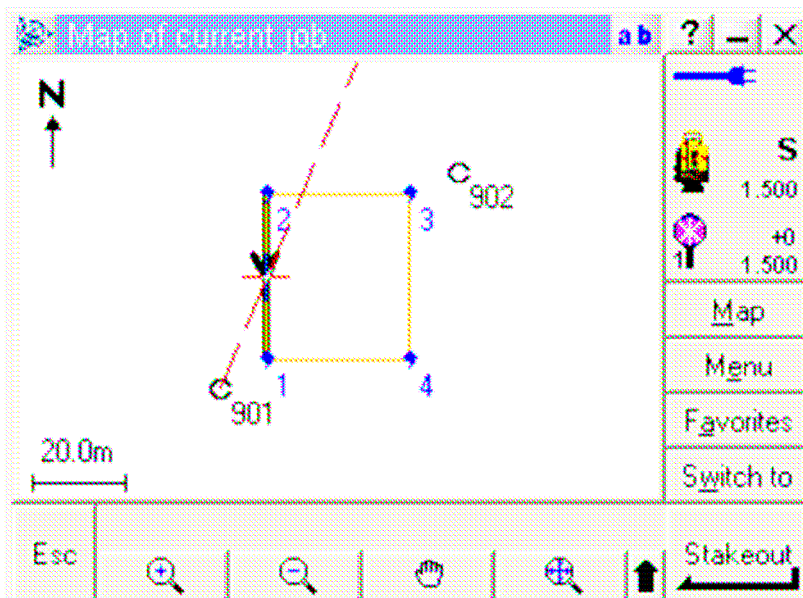 Map of current job
ab
?
N
S
1.500
+0
1
1.500
902
2
3
1
4
901
20.0m
Map
Menu
Favorites
Switch to
Esc
Stakeout